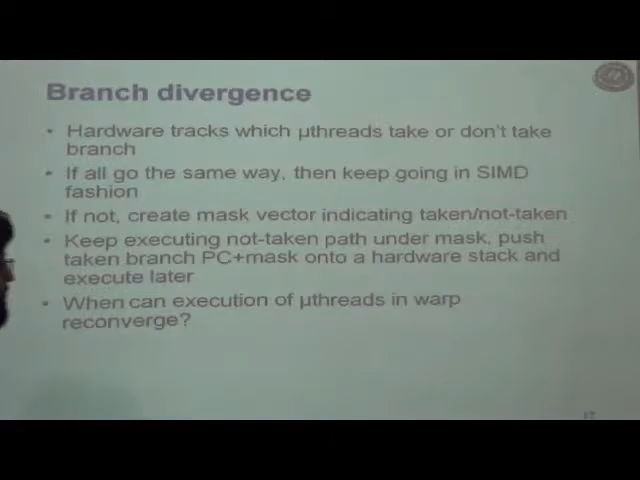 Branch divergence
• Hardware tracks which µthreads take or don't take
branch
• If all go the same way, then keep going in SIMD
fashion
• If not, create mask vector indicating taken/not-taken
• Keep executing not-taken path under mask, push
taken branch PC+mask onto a hardware stack and
execute later
• When can execution of µthreads in warp
reconverge?